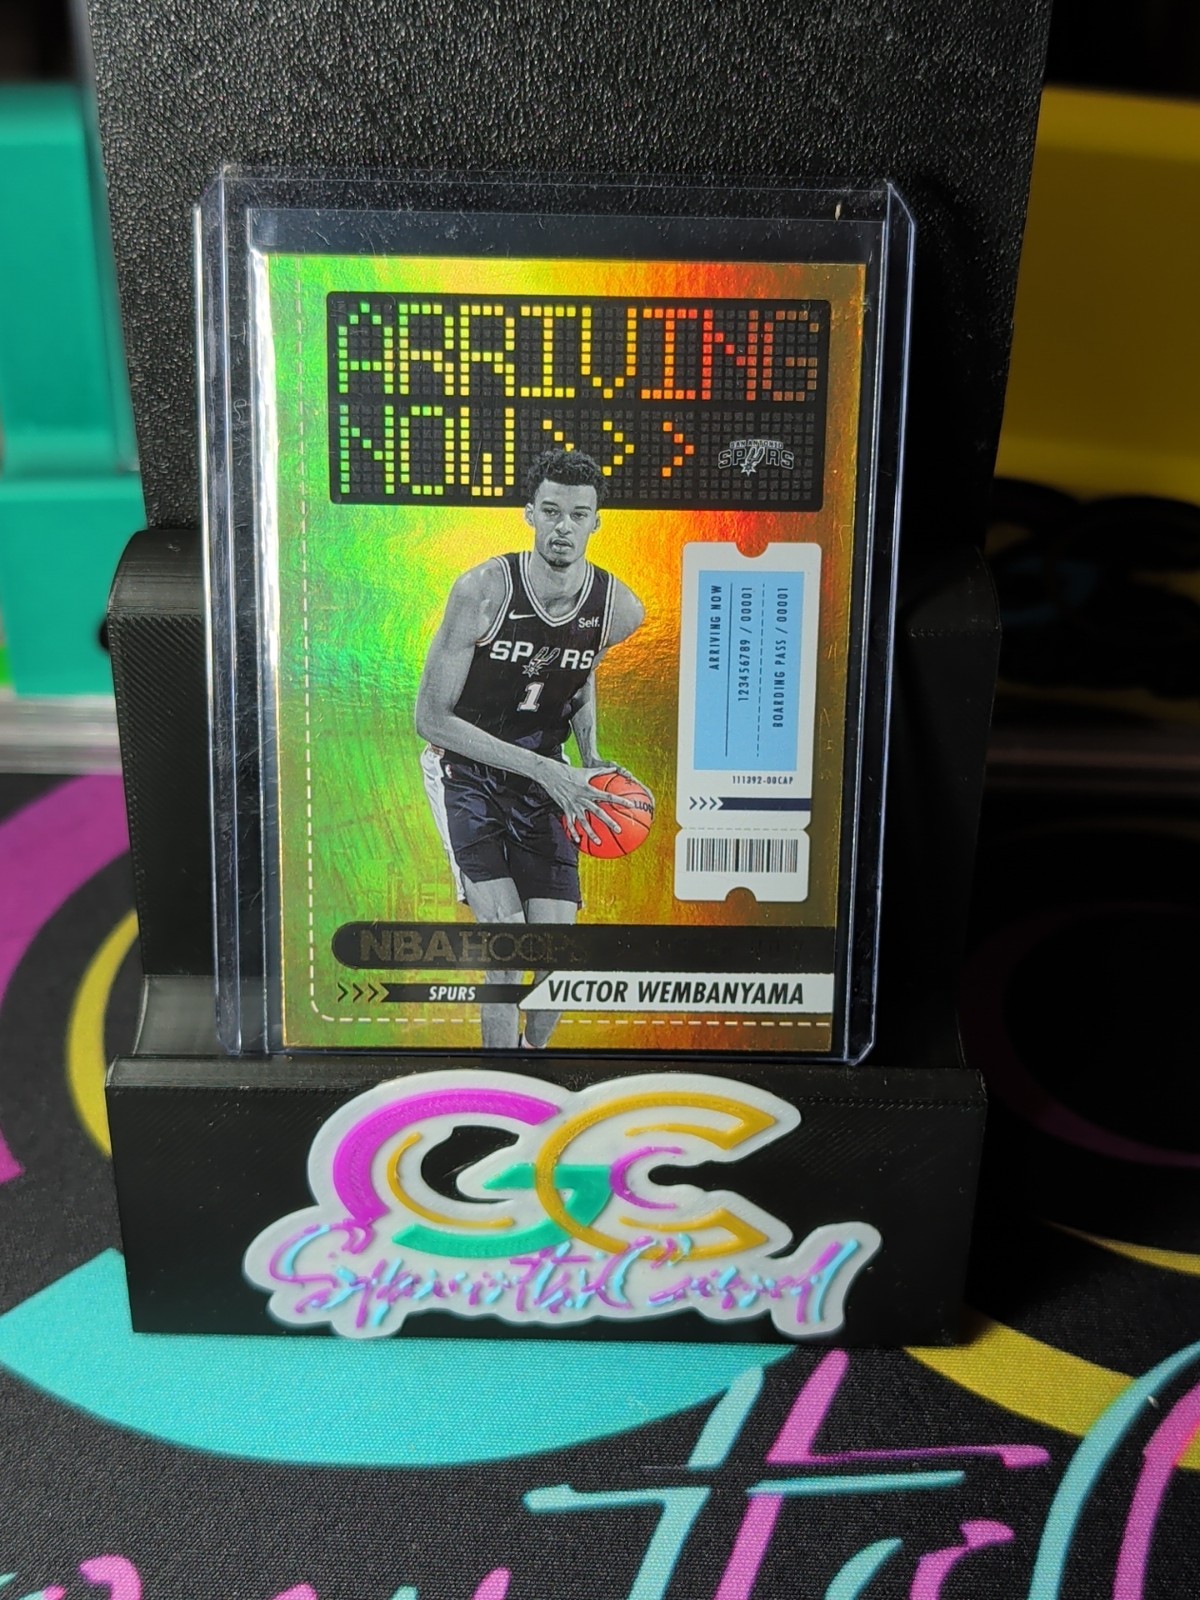 ARRIVING
NOW >>>
SAN ANTONIO
SPURS
Self.
SPURS
1
ARRIVING NOW
123456789 / 00001
BOARDING PASS / 00001
111392-00CAP
>>>
NBA HOOPS
>>>> SPURS
VICTOR WEMBANYAMA
GC